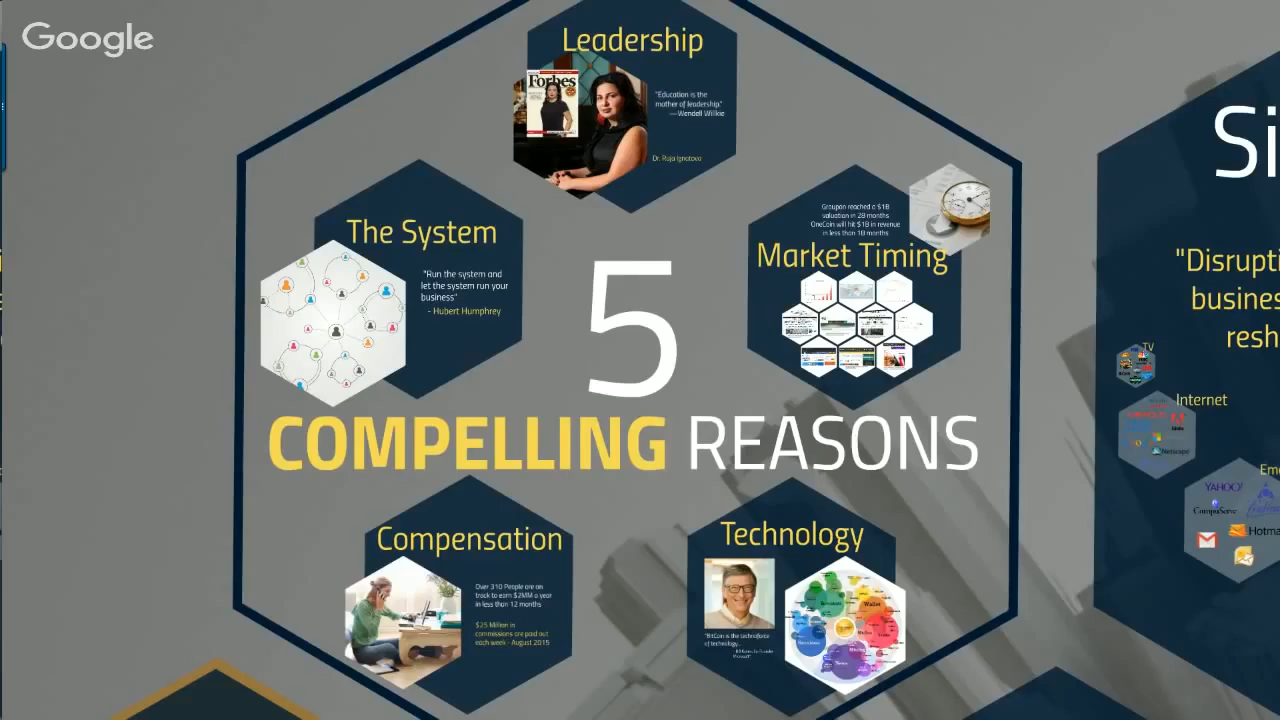 Google
Leadership
Forbes
"Education is the
mother of leadership"
—Wendell Willkie
Dr. Ruja Ignatova
The System
"Run the system and
let the system run your
business"
- Hubert Humphrey
Groupon reached a $1B
valuation in 28 months
OneCoin will hit $1B in revenue
in less than 18 months
Market Timing
5
COMPELLING REASONS
Compensation
Over 310 People are on
track to earn $2MM a year
in less than 12 months
$25 Million in
commissions are paid out
each week - August 2015
Technology
"BitCoin is the technoforce
of technology..
Wallet
Si
"Disrupti
busines
resh
TV
Internet
Netscape
Em
YAHOO!
CompuServe
Hotma